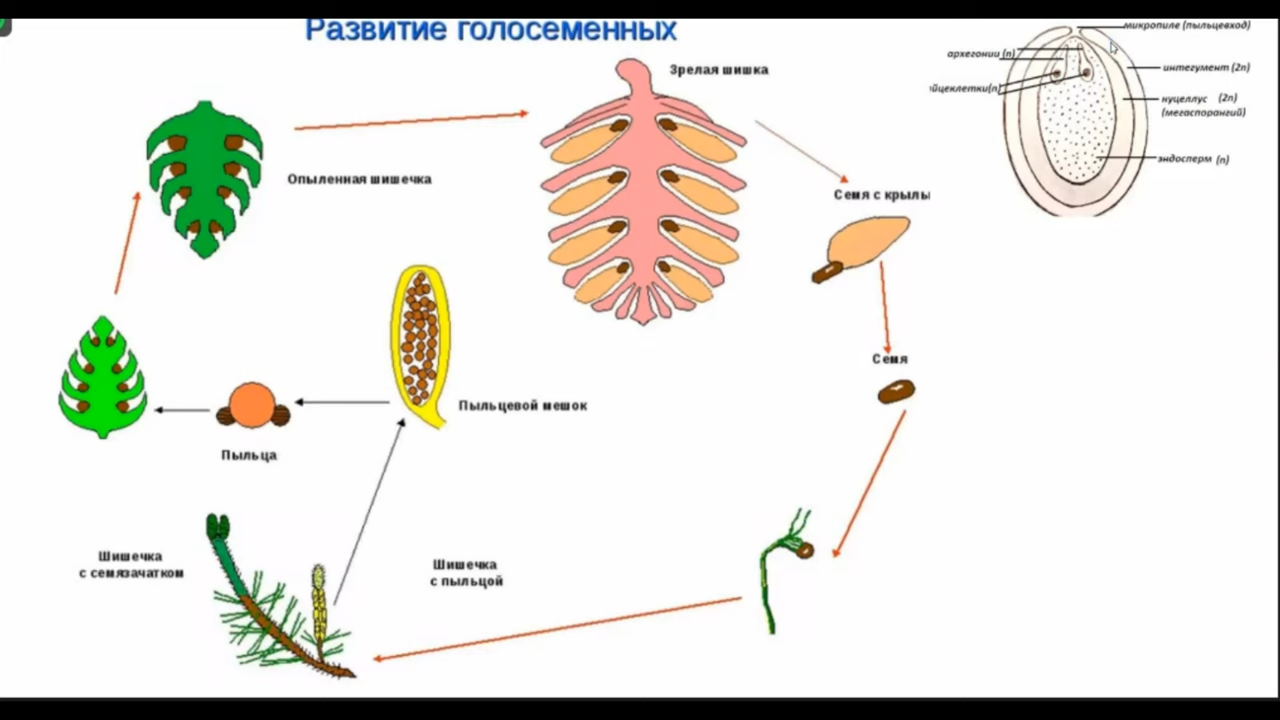 Развитие голосеменных
микропиле (пыльцевход)
архегонии (n)
интегумент (2n)
йцеклетки(n)
нуцеллус (2n)
(мегаспорангий)
эндосперм (n)
Зрелая шишка
Опыленная шишечка
Семя с крылы
Семя
Пыльцевой мешок
Пыльца
Шишечка
с семязачатком
Шишечка
с пыльцой